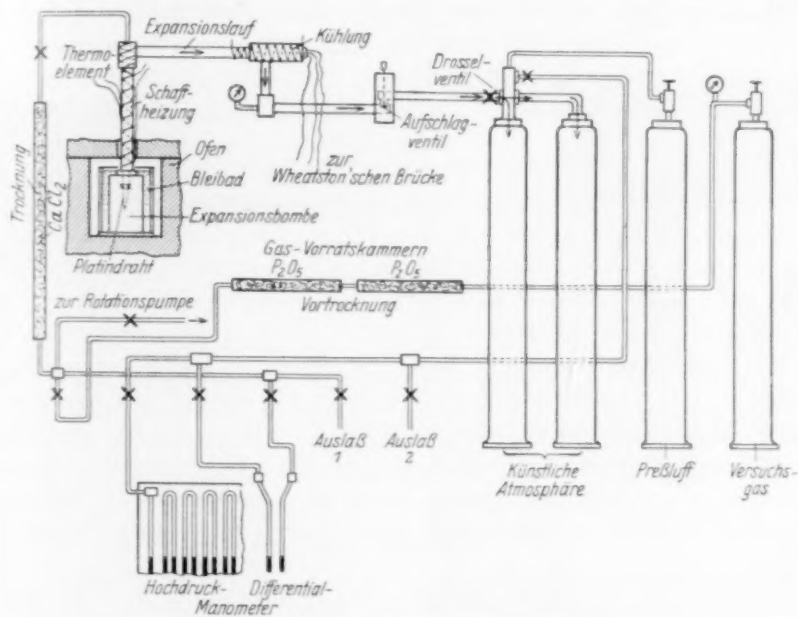 Expansionslauf
Kühlung
Thermo-
element
Schaft-
heizung
Drossel-
ventil
Aufschlag-
ventil
Ofen
Bleibad
Expansionsbombe
Platindraht
zur
Wheatston'schen Brücke
Trocknung
CaCl2
Gas-Vorratskammern
P2O5
P2O5
Vortrocknung
zur Rotationspumpe
Auslaß
1
Auslaß
2
Künstliche
Atmosphäre
Preßluft
Versuchs-
gas
Hochdruck-
Manometer
Differential-